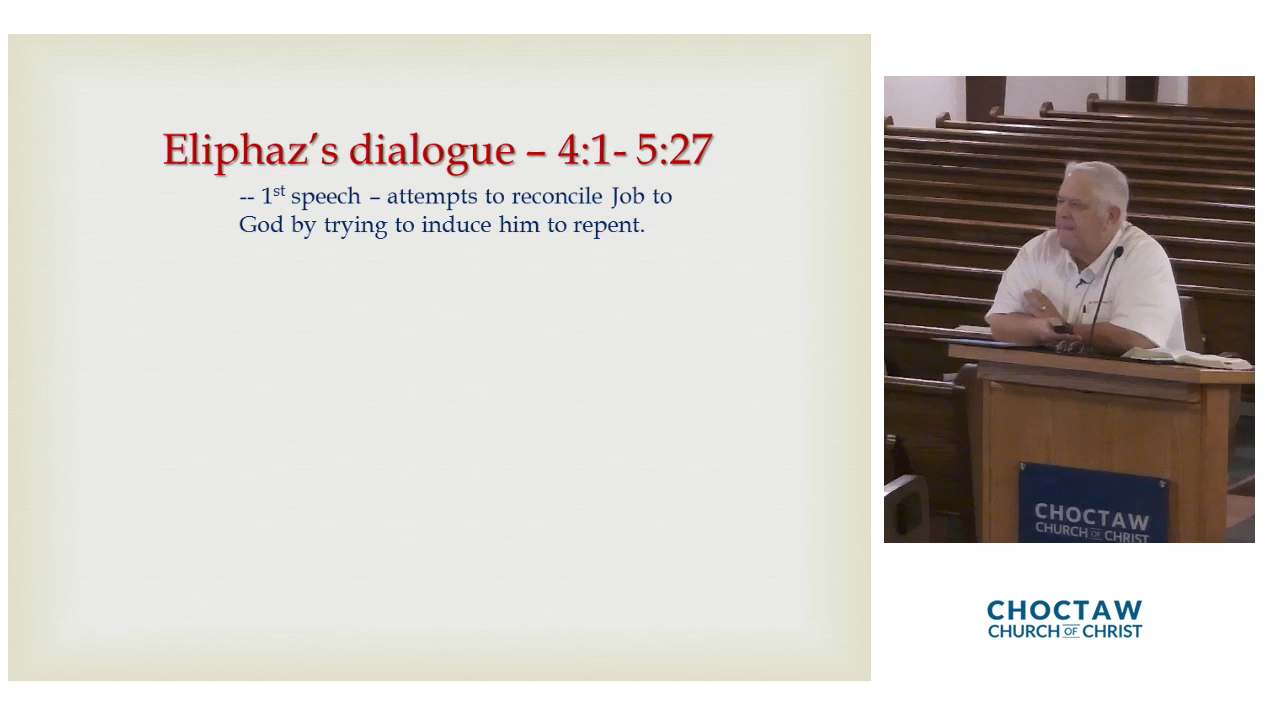 Eliphaz’s dialogue – 4:1- 5:27
-- 1st speech – attempts to reconcile Job to
God by trying to induce him to repent.
CHOCTAW
CHURCH OF CHRIST
CHOCTAW
CHURCH OF CHRIST